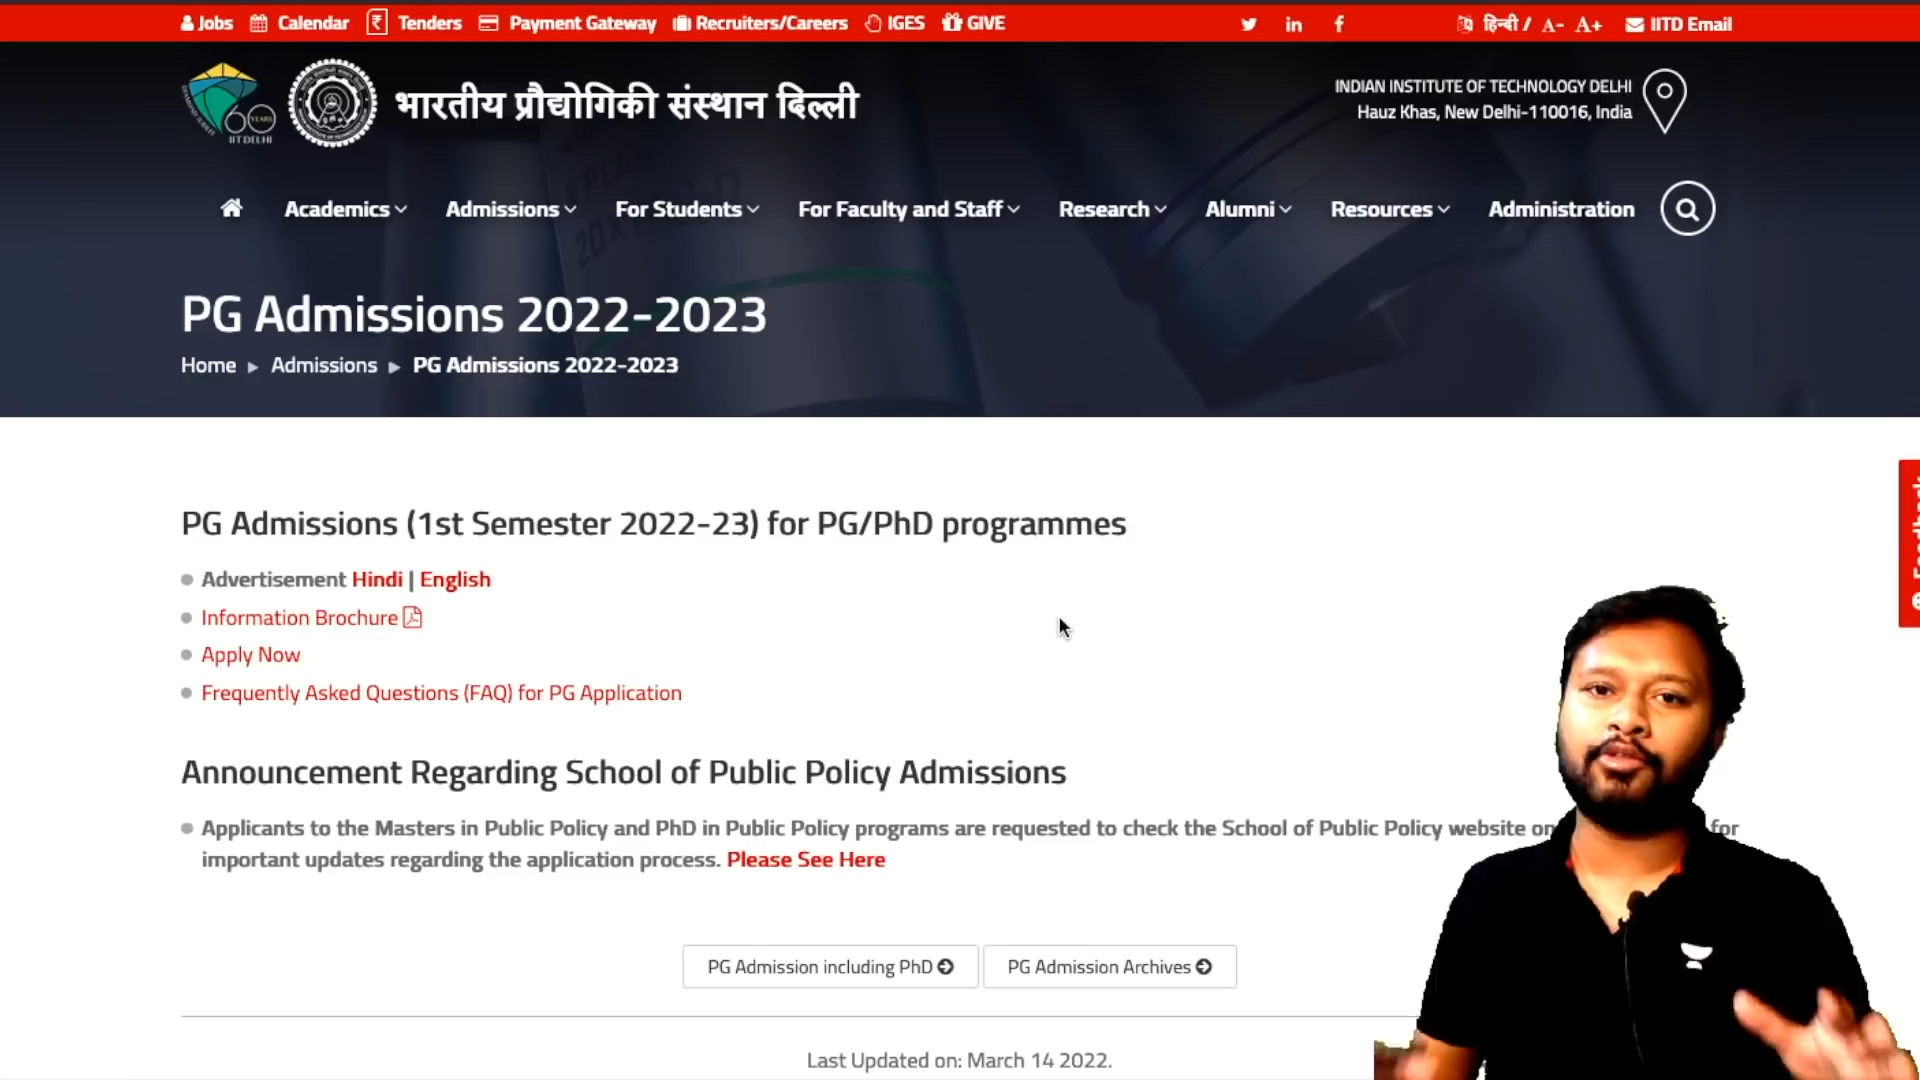 Jobs Calendar Tenders Payment Gateway Recruiters/Careers IGES GIVE हिन्दी / A- A+ IITD Email
60 YEARS
IIT DELHI
भारतीय प्रौद्योगिकी संस्थान दिल्ली
INDIAN INSTITUTE OF TECHNOLOGY DELHI
Hauz Khas, New Delhi-110016, India
Academics Admissions For Students For Faculty and Staff Research Alumni Resources Administration
PG Admissions 2022-2023
Home ▸ Admissions ▸ PG Admissions 2022-2023
PG Admissions (1st Semester 2022-23) for PG/PhD programmes
Advertisement Hindi | English
Information Brochure
Apply Now
Frequently Asked Questions (FAQ) for PG Application
Announcement Regarding School of Public Policy Admissions
Applicants to the Masters in Public Policy and PhD in Public Policy programs are requested to check the School of Public Policy website on for
important updates regarding the application process. Please See Here
PG Admission including PhD
PG Admission Archives
Last Updated on: March 14 2022.